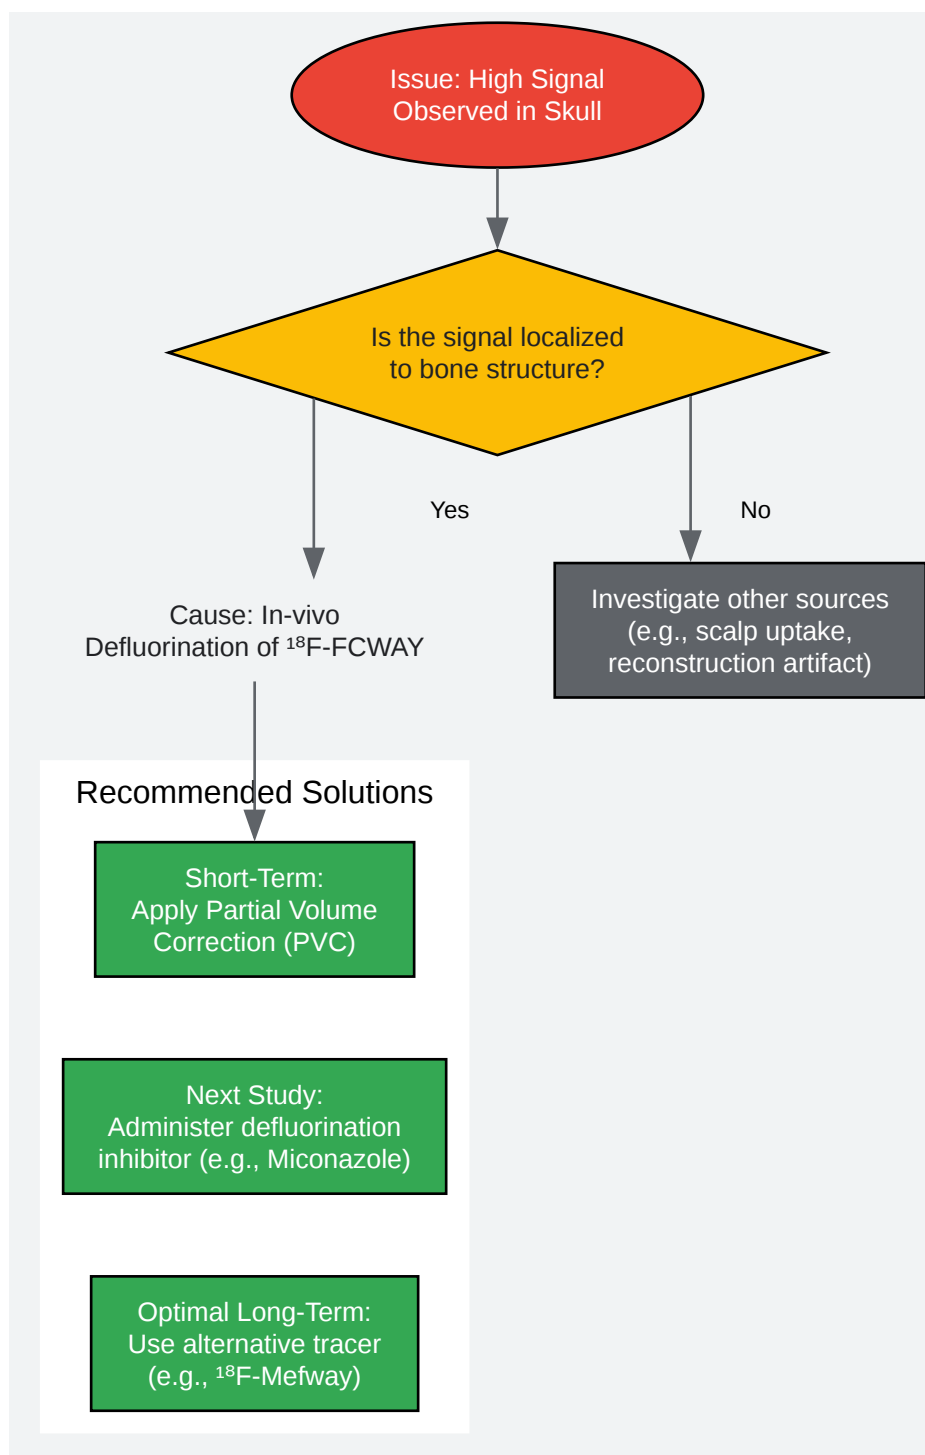 Issue: High Signal
Observed in Skull
Is the signal localized
to bone structure?
Yes
No
Cause: In-vivo
Defluorination of ¹⁸F-FCWAY
Investigate other sources
(e.g., scalp uptake,
reconstruction artifact)
Recommended Solutions
Short-Term:
Apply Partial Volume
Correction (PVC)
Next Study:
Administer defluorination
inhibitor (e.g., Miconazole)
Optimal Long-Term:
Use alternative tracer
(e.g., ¹⁸F-Mefway)